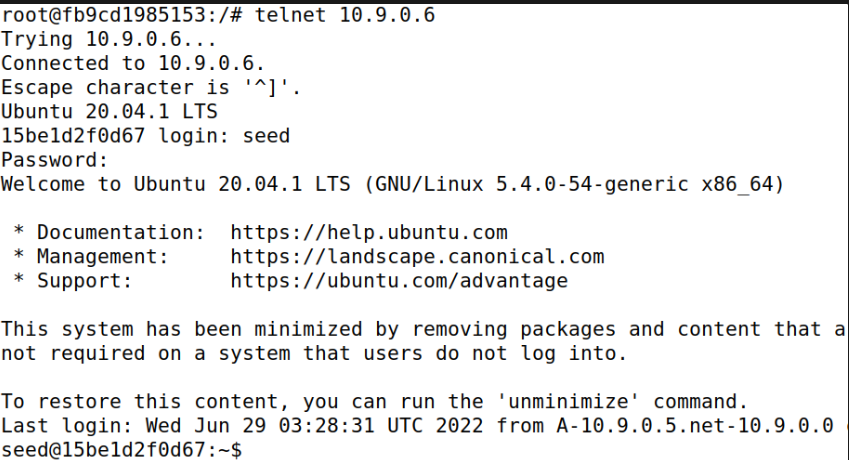 root@fb9cd1985153:/# telnet 10.9.0.6
Trying 10.9.0.6...
Connected to 10.9.0.6.
Escape character is '^]'.
Ubuntu 20.04.1 LTS
15be1d2f0d67 login: seed
Password:
Welcome to Ubuntu 20.04.1 LTS (GNU/Linux 5.4.0-54-generic x86_64)
* Documentation:  https://help.ubuntu.com
* Management:     https://landscape.canonical.com
* Support:        https://ubuntu.com/advantage
This system has been minimized by removing packages and content that a
not required on a system that users do not log into.
To restore this content, you can run the 'unminimize' command.
Last login: Wed Jun 29 03:28:31 UTC 2022 from A-10.9.0.5.net-10.9.0.0
seed@15be1d2f0d67:~$